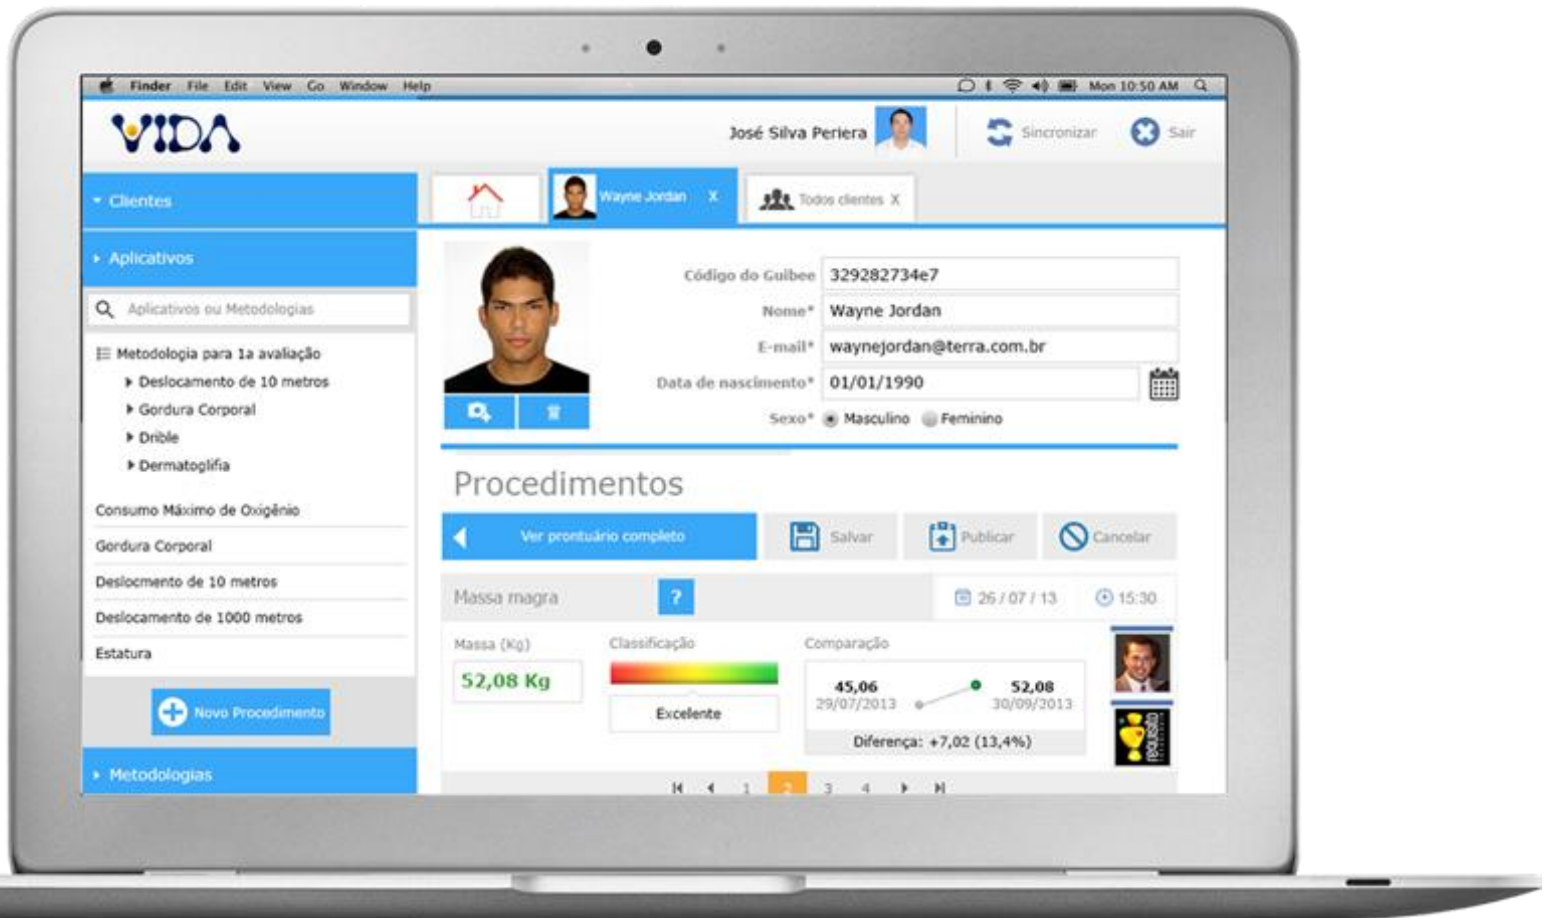 Finder File Edit View Go Window Help Mon 10:50 AM
VIDA
José Silva Periera Sincronizar Sair
Clientes
Wayne Jordan X Todos clientes X
Aplicativos
Aplicativos ou Metodologias
Metodologia para 1a avaliação
Deslocamento de 10 metros
Gordura Corporal
Drible
Dermatoglifia
Consumo Máximo de Oxigênio
Gordura Corporal
Deslocmento de 10 metros
Deslocamento de 1000 metros
Estatura
Novo Procedimento
Metodologias
Código do Guibee 329282734e7
Nome* Wayne Jordan
E-mail* waynejordan@terra.com.br
Data de nascimento* 01/01/1990
Sexo* Masculino Feminino
Procedimentos
Ver prontuário completo Salvar Publicar Cancelar
Massa magra ? 26 / 07 / 13 15:30
Massa (Kg) Classificação Comparação
52,08 Kg
Excelente
45,06 52,08
29/07/2013 30/09/2013
Diferença: +7,02 (13,4%)
requisito
1 2 3 4